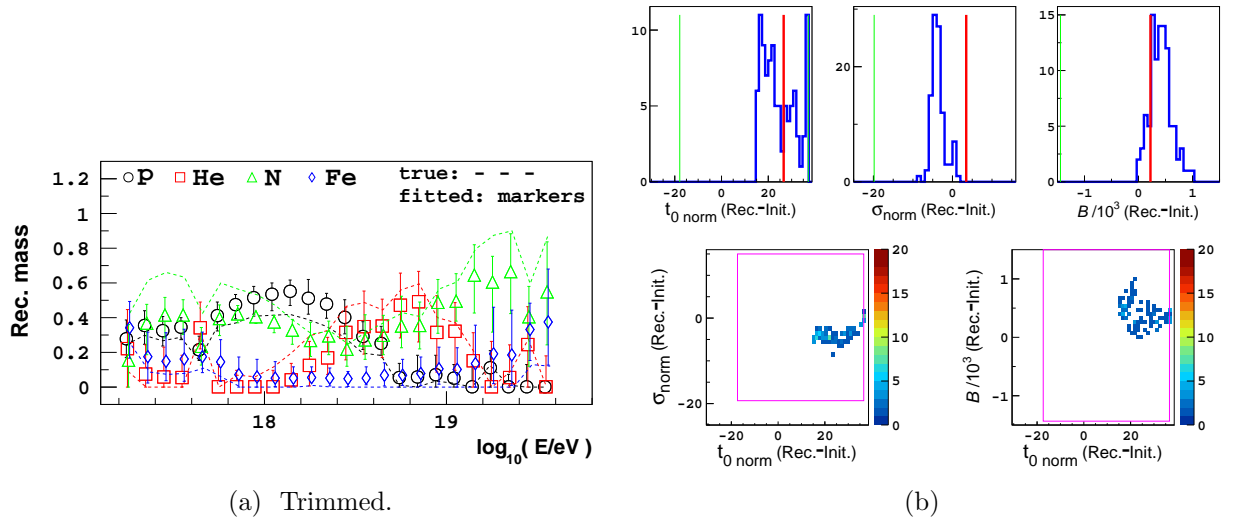 1.2
1
0.8
0.6
0.4
0.2
0
Rec. mass
p He N Fe
true: - - -
fitted: markers
18 19
log10( E/eV )
(a) Trimmed.
10
5
0
−20 0 20
t0 norm (Rec.-Init.)
20
0
−20 0
σnorm (Rec.-Init.)
15
10
5
0
−1 0 1
B /10^3 (Rec.-Init.)
0
−20
σnorm (Rec.-Init.)
−20 0 20
t0 norm (Rec.-Init.)
20
15
10
5
0
1
0
−1
B /10^3 (Rec.-Init.)
−20 0 20
t0 norm (Rec.-Init.)
20
15
10
5
0
(b)